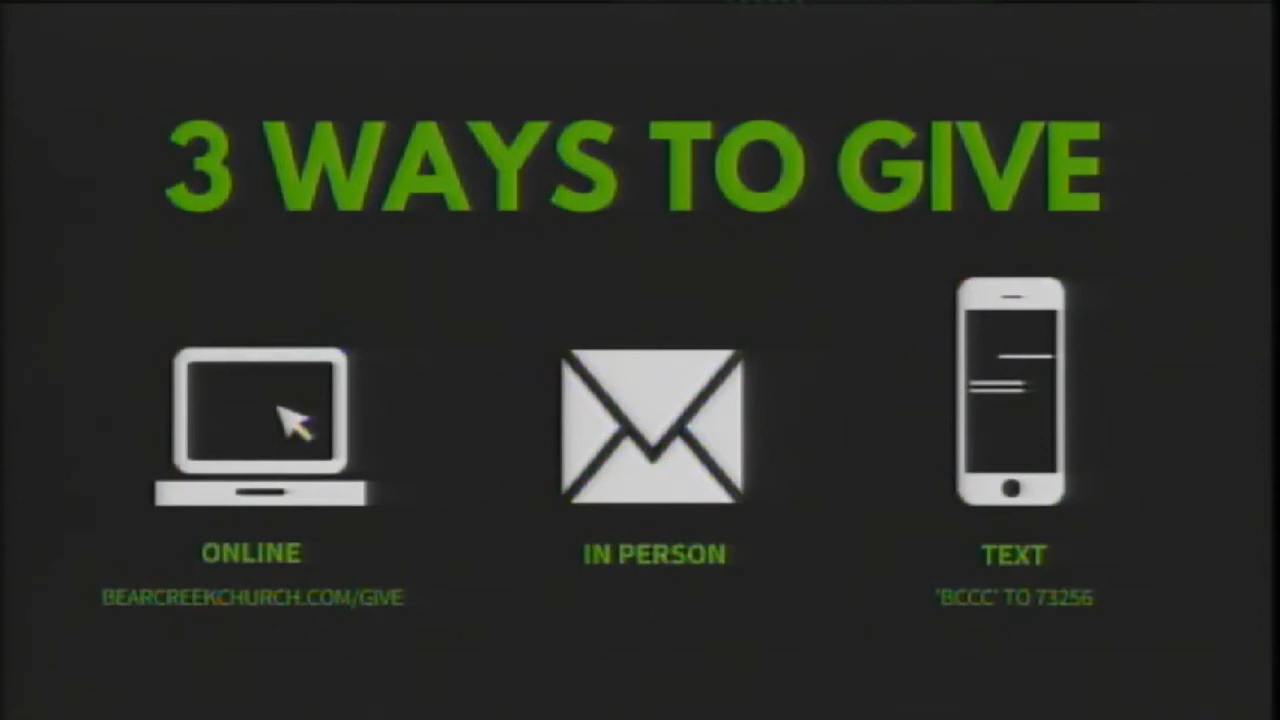 3 WAYS TO GIVE
ONLINE
BEARCREEKCHURCH.COM/GIVE
IN PERSON
TEXT
'BCCC' TO 73256